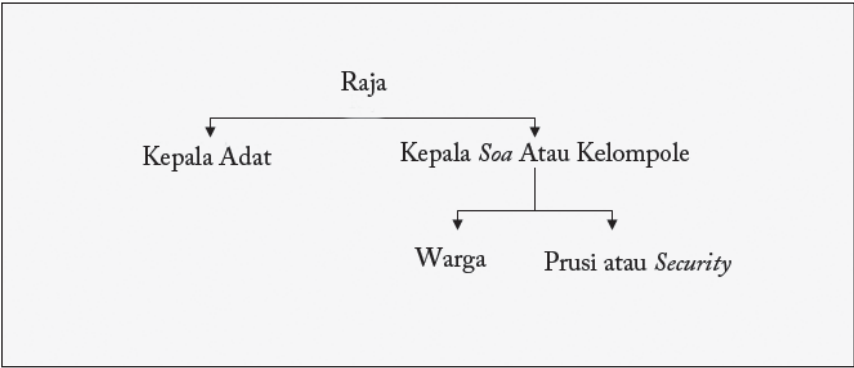 Raja
Kepala Adat
Kepala Soa Atau Kelompole
Warga
Prusi atau Security